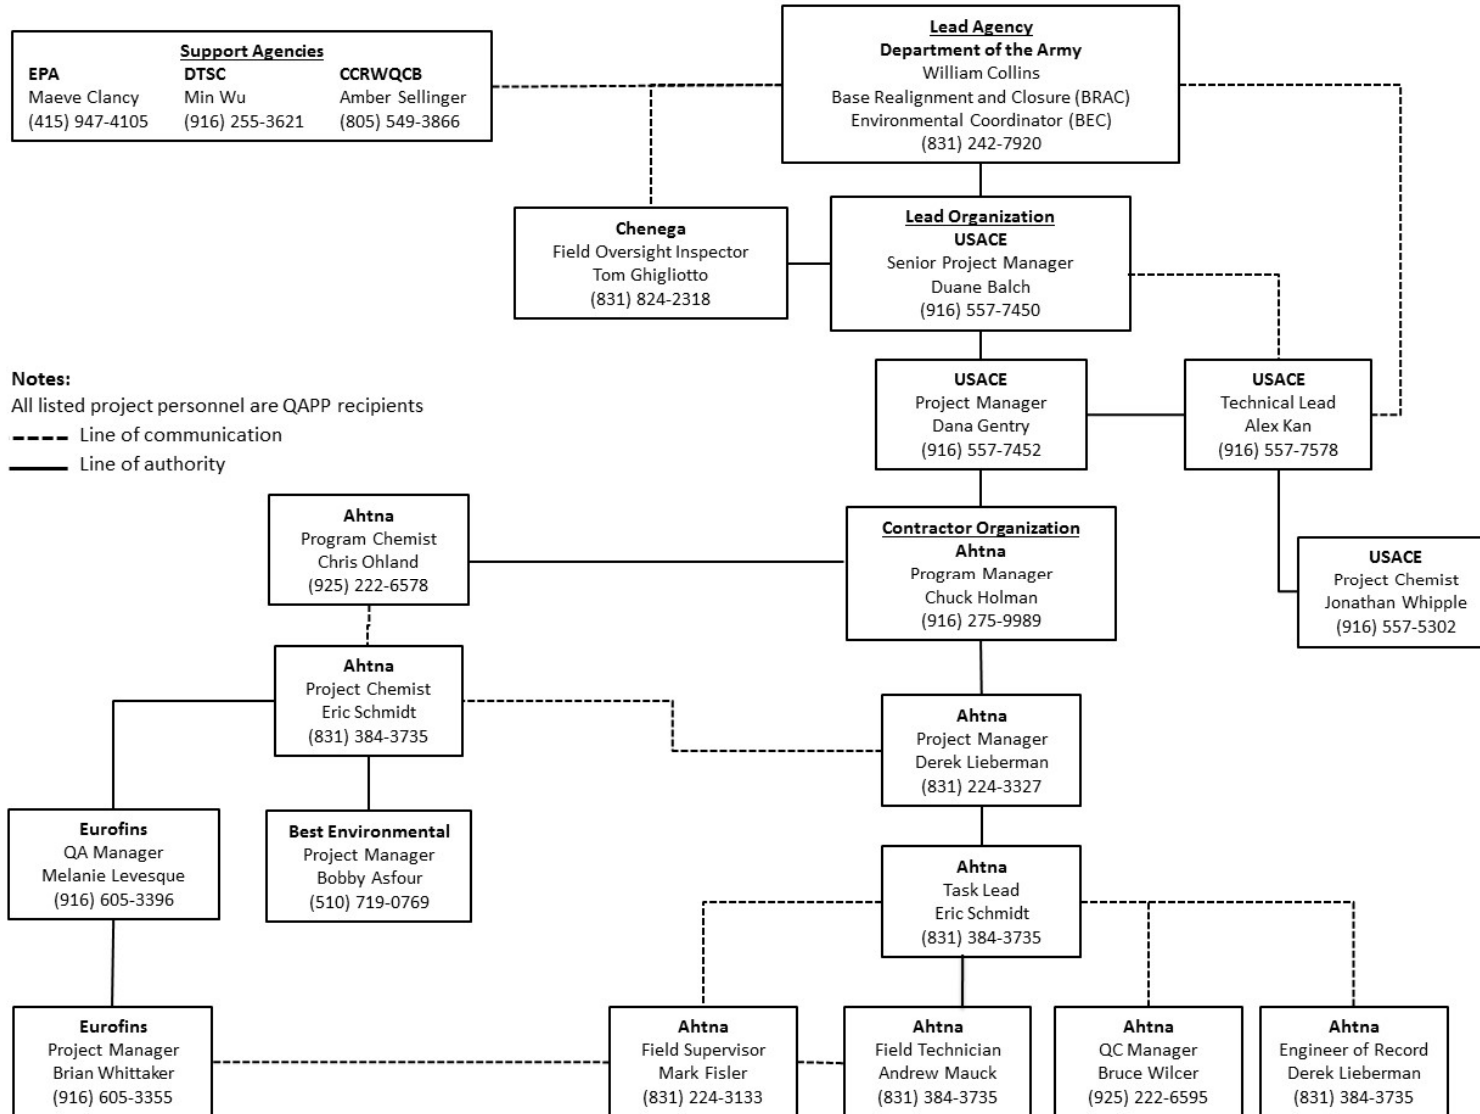 Support Agencies
EPA
Maeve Clancy
(415) 947-4105
DTSC
Min Wu
(916) 255-3621
CCRWQCB
Amber Sellinger
(805) 549-3866
Lead Agency
Department of the Army
William Collins
Base Realignment and Closure (BRAC)
Environmental Coordinator (BEC)
(831) 242-7920
Chenega
Field Oversight Inspector
Tom Ghigliotto
(831) 824-2318
Lead Organization
USACE
Senior Project Manager
Duane Balch
(916) 557-7450
Notes:
All listed project personnel are QAPP recipients
Line of communication
Line of authority
USACE
Project Manager
Dana Gentry
(916) 557-7452
USACE
Technical Lead
Alex Kan
(916) 557-7578
Ahtna
Program Chemist
Chris Ohland
(925) 222-6578
Contractor Organization
Ahtna
Program Manager
Chuck Holman
(916) 275-9989
USACE
Project Chemist
Jonathan Whipple
(916) 557-5302
Ahtna
Project Chemist
Eric Schmidt
(831) 384-3735
Ahtna
Project Manager
Derek Lieberman
(831) 224-3327
Eurofins
QA Manager
Melanie Levesque
(916) 605-3396
Best Environmental
Project Manager
Bobby Asfour
(510) 719-0769
Ahtna
Task Lead
Eric Schmidt
(831) 384-3735
Eurofins
Project Manager
Brian Whittaker
(916) 605-3355
Ahtna
Field Supervisor
Mark Fisler
(831) 224-3133
Ahtna
Field Technician
Andrew Mauck
(831) 384-3735
Ahtna
QC Manager
Bruce Wilcer
(925) 222-6595
Ahtna
Engineer of Record
Derek Lieberman
(831) 384-3735